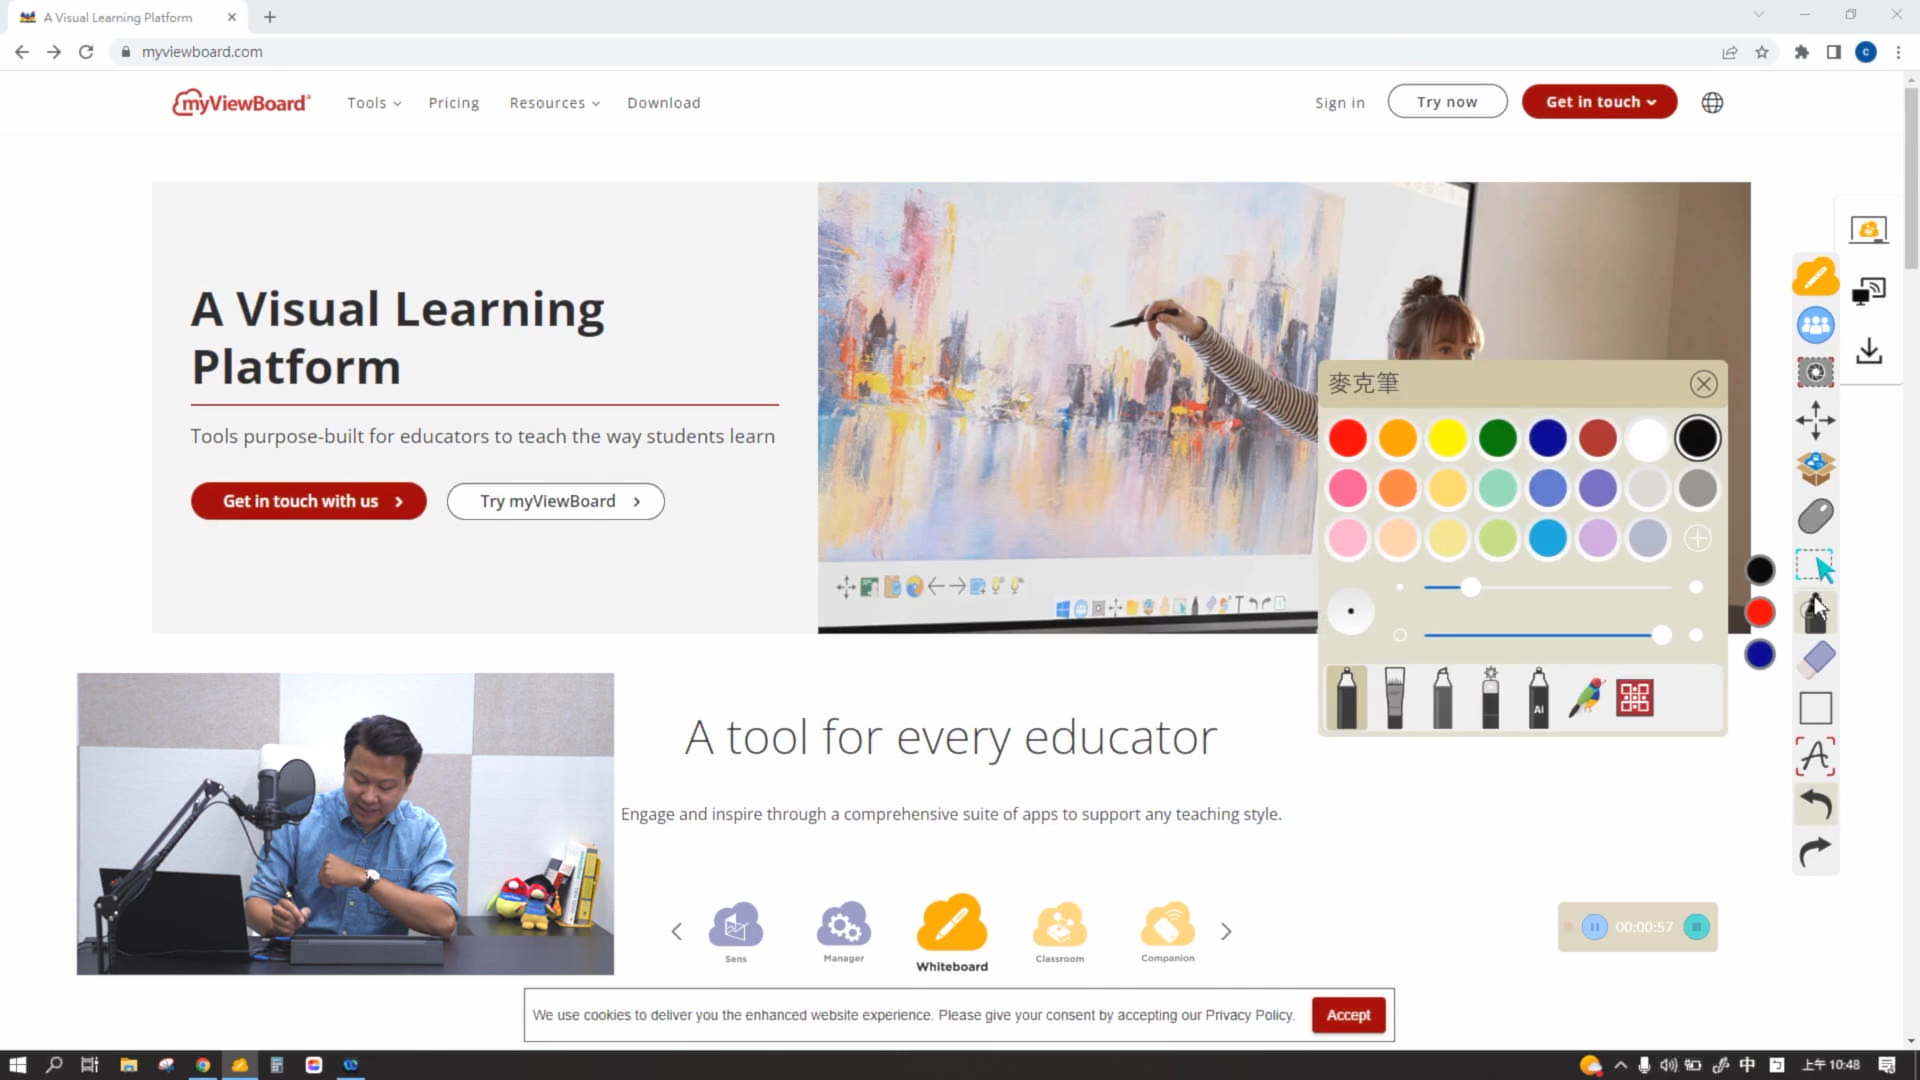 A Visual Learning Platform
myviewboard.com
myViewBoard
Tools
Pricing
Resources
Download
Sign in
Try now
Get in touch
A Visual Learning
Platform
Tools purpose-built for educators to teach the way students learn
Get in touch with us
Try myViewBoard
麥克筆
AI
A tool for every educator
Engage and inspire through a comprehensive suite of apps to support any teaching style.
Sens
Manager
Whiteboard
Classroom
Companion
00:00:57
We use cookies to deliver you the enhanced website experience. Please give your consent by accepting our Privacy Policy.
Accept
中
上午 10:48